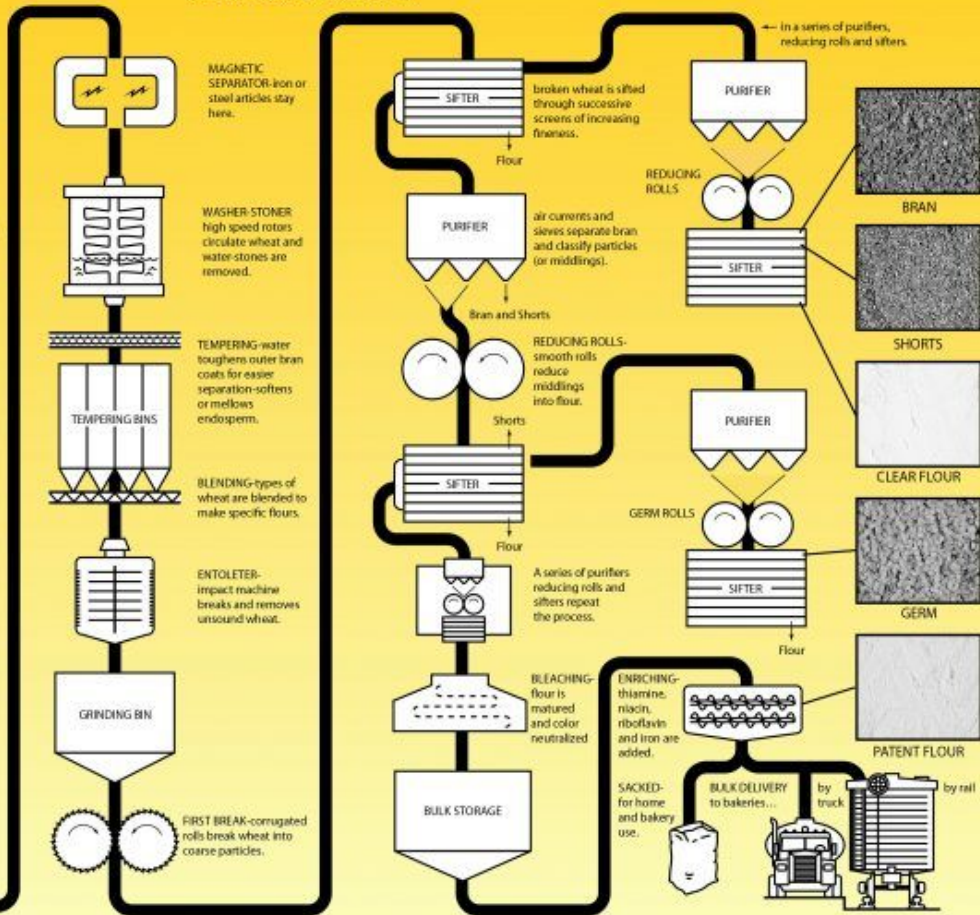 MAGNETIC
SEPARATOR-iron or
steel articles stay
here.
WASHER-STONER
high speed rotors
circulate wheat and
water-stones are
removed.
TEMPERING-water
toughens outer bran
coats for easier
separation-softens
or mellows
endosperm.
TEMPERING BINS
BLENDING-types of
wheat are blended to
make specific flours.
ENTOLETER-
impact machine
breaks and removes
unsound wheat.
GRINDING BIN
FIRST BREAK-corrugated
rolls break wheat into
coarse particles.
SIFTER
broken wheat is sifted
through successive
screens of increasing
fineness.
Flour
PURIFIER
air currents and
sieves separate bran
and classify particles
(or middlings).
Bran and Shorts
REDUCING ROLLS-
smooth rolls
reduce
middlings
into flour.
Shorts
SIFTER
Flour
A series of purifiers
reducing rolls and
sifters repeat
the process.
BLEACHING-
flour is
matured
and color
neutralized
BULK STORAGE
in a series of purifiers,
reducing rolls and sifters.
PURIFIER
REDUCING
ROLLS
SIFTER
BRAN
SHORTS
CLEAR FLOUR
PURIFIER
GERM ROLLS
SIFTER
Flour
GERM
ENRICHING-
thiamine,
niacin,
riboflavin
and iron are
added.
PATENT FLOUR
SACKED-
for home
and bakery
use.
BULK DELIVERY
to bakeries...
by
truck
by rail